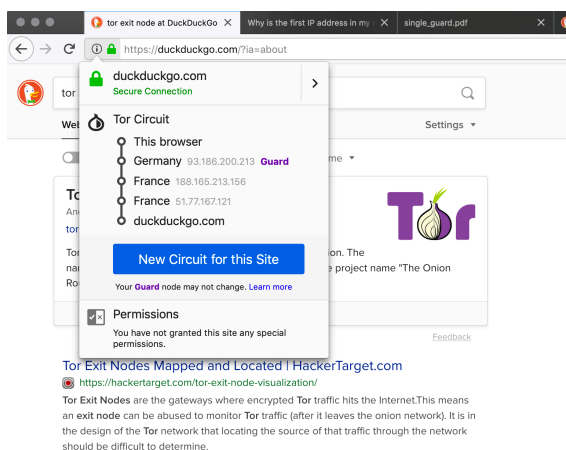 tor exit node at DuckDuckGo
Why is the first IP address in my
single_guard.pdf
https://duckduckgo.com/?ia=about
duckduckgo.com
Secure Connection
tor
Settings
Tor Circuit
This browser
Germany 93.186.200.213 Guard
France 188.165.213.156
France 51.77.167.121
duckduckgo.com
New Circuit for this Site
Your Guard node may not change. Learn more
Permissions
You have not granted this site any special
permissions.
Tor
The
project name "The Onion
Feedback
Tor Exit Nodes Mapped and Located | HackerTarget.com
https://hackertarget.com/tor-exit-node-visualization/
Tor Exit Nodes are the gateways where encrypted Tor traffic hits the Internet.This means
an exit node can be abused to monitor Tor traffic (after it leaves the onion network). It is in
the design of the Tor network that locating the source of that traffic through the network
should be difficult to determine.